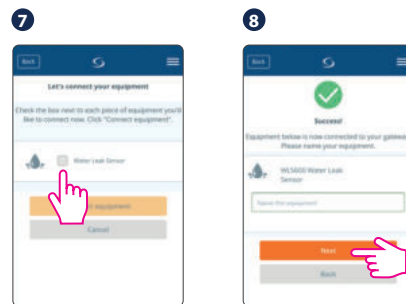 7
8
Back
Let's connect your equipment
Check the box next to each piece of equipment you'd
like to connect now. Click "Connect equipment".
Water Leak Sensor
equipment
Cancel
Back
Success!
Equipment below is now connected to your gateway
Please name your equipment.
WLS600 Water Leak
Sensor
Name the equipment
Next
Back